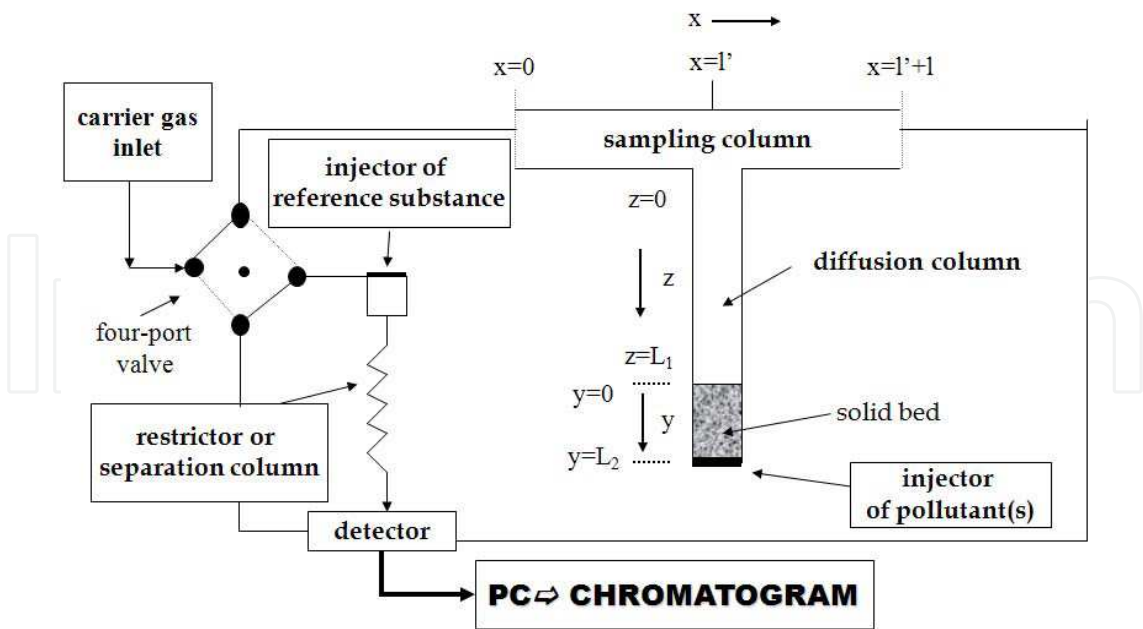 x
x=0
x=l'
x=l'+l
carrier gas
inlet
sampling column
injector of
reference substance
z=0
z
diffusion column
four-port
valve
z=L₁
y=0
y
solid bed
restrictor or
separation column
y=L₂
injector
of pollutant(s)
detector
PC⇨ CHROMATOGRAM